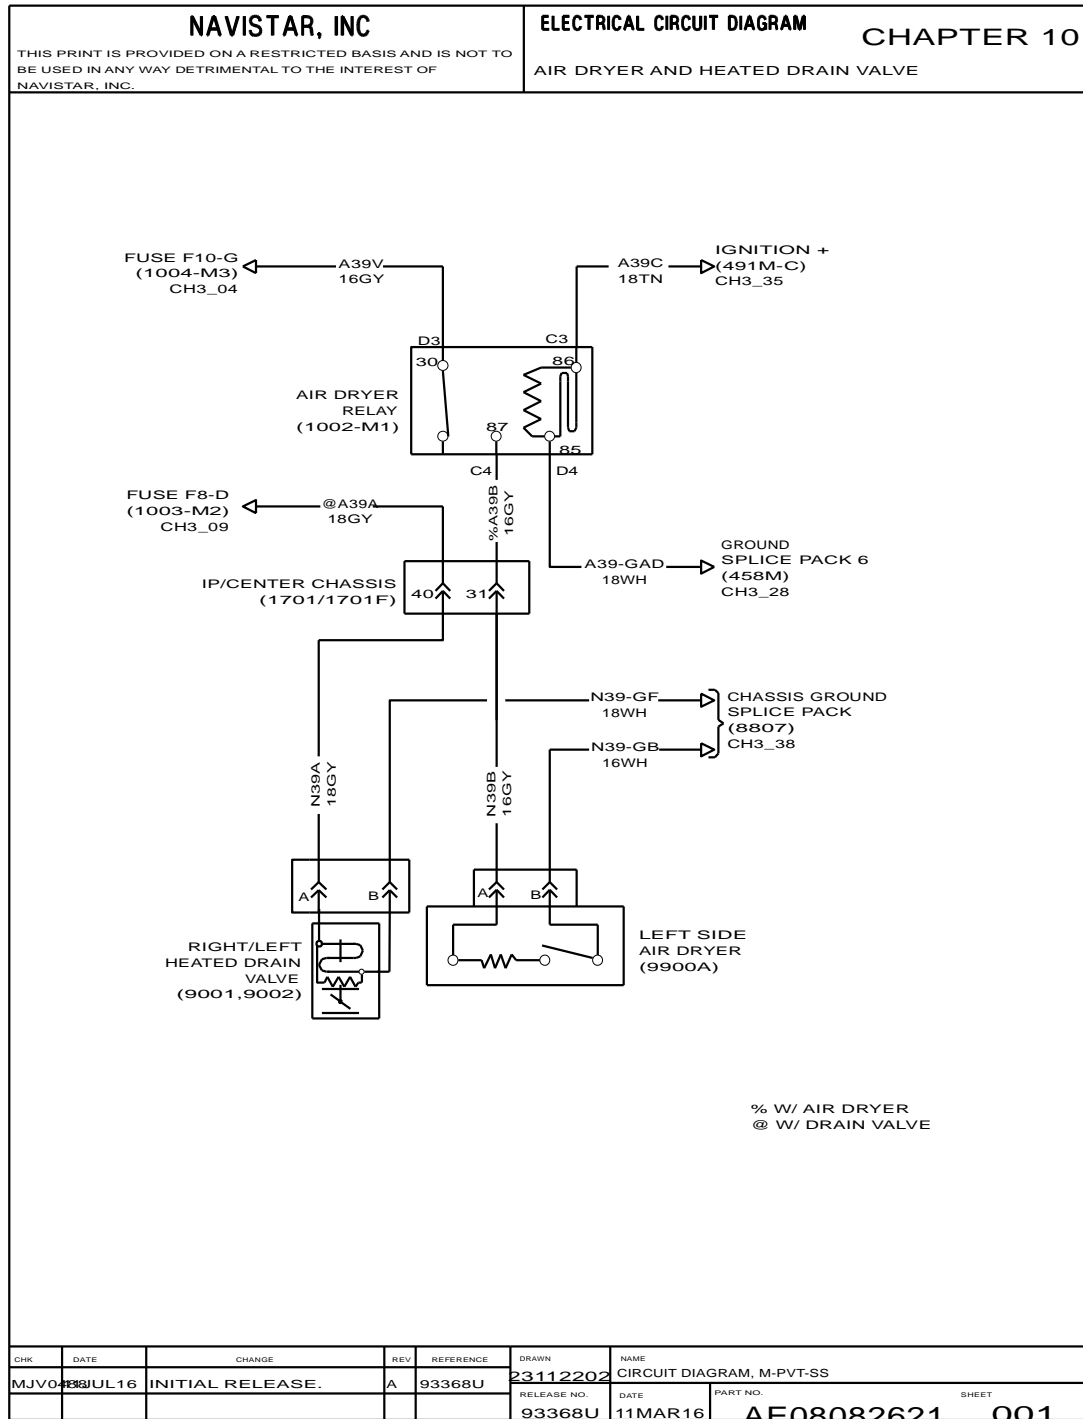 NAVISTAR, INC
THIS PRINT IS PROVIDED ON A RESTRICTED BASIS AND IS NOT TO
BE USED IN ANY WAY DETRIMENTAL TO THE INTEREST OF
NAVISTAR, INC.
ELECTRICAL CIRCUIT DIAGRAM
CHAPTER 10
AIR DRYER AND HEATED DRAIN VALVE
FUSE F10-G
(1004-M3)
CH3_04
A39V
16GY
A39C
18TN
IGNITION +
(491M-C)
CH3_35
D3
C3
30
86
AIR DRYER
RELAY
(1002-M1)
87
85
C4
D4
FUSE F8-D
(1003-M2)
CH3_09
@A39A
18GY
%A39B
16GY
GROUND
SPLICE PACK 6
(458M)
CH3_28
A39-GAD
18WH
IP/CENTER CHASSIS
(1701/1701F)
40
31
N39-GF
18WH
N39-GB
16WH
CHASSIS GROUND
SPLICE PACK
(8807)
CH3_38
N39A
18GY
N39B
16GY
A
B
A
B
RIGHT/LEFT
HEATED DRAIN
VALVE
(9001,9002)
LEFT SIDE
AIR DRYER
(9900A)
% W/ AIR DRYER
@ W/ DRAIN VALVE
CHK
DATE
CHANGE
REV
REFERENCE
DRAWN
NAME
INITIAL RELEASE.
A
93368U
23112202
CIRCUIT DIAGRAM, M-PVT-SS
RELEASE NO.
DATE
PART NO.
SHEET
93368U
11MAR16
AE08082621
001